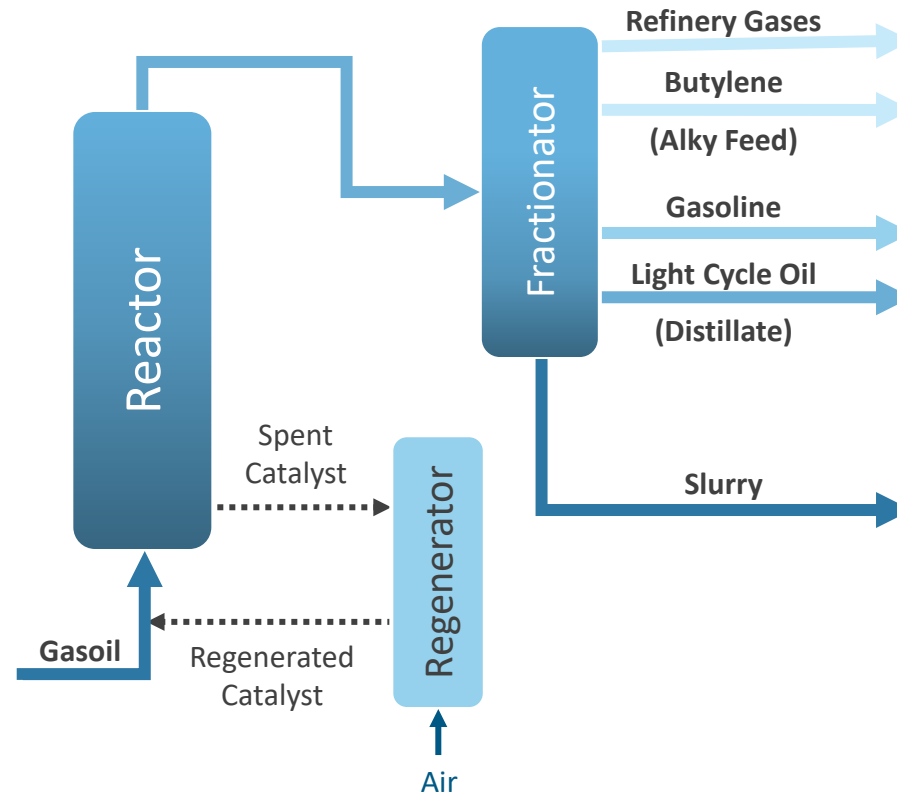 Refinery Gases
Butylene
(Alky Feed)
Gasoline
Light Cycle Oil
(Distillate)
Slurry
Fractionator
Reactor
Spent
Catalyst
Regenerator
Gasoil
Regenerated
Catalyst
Air